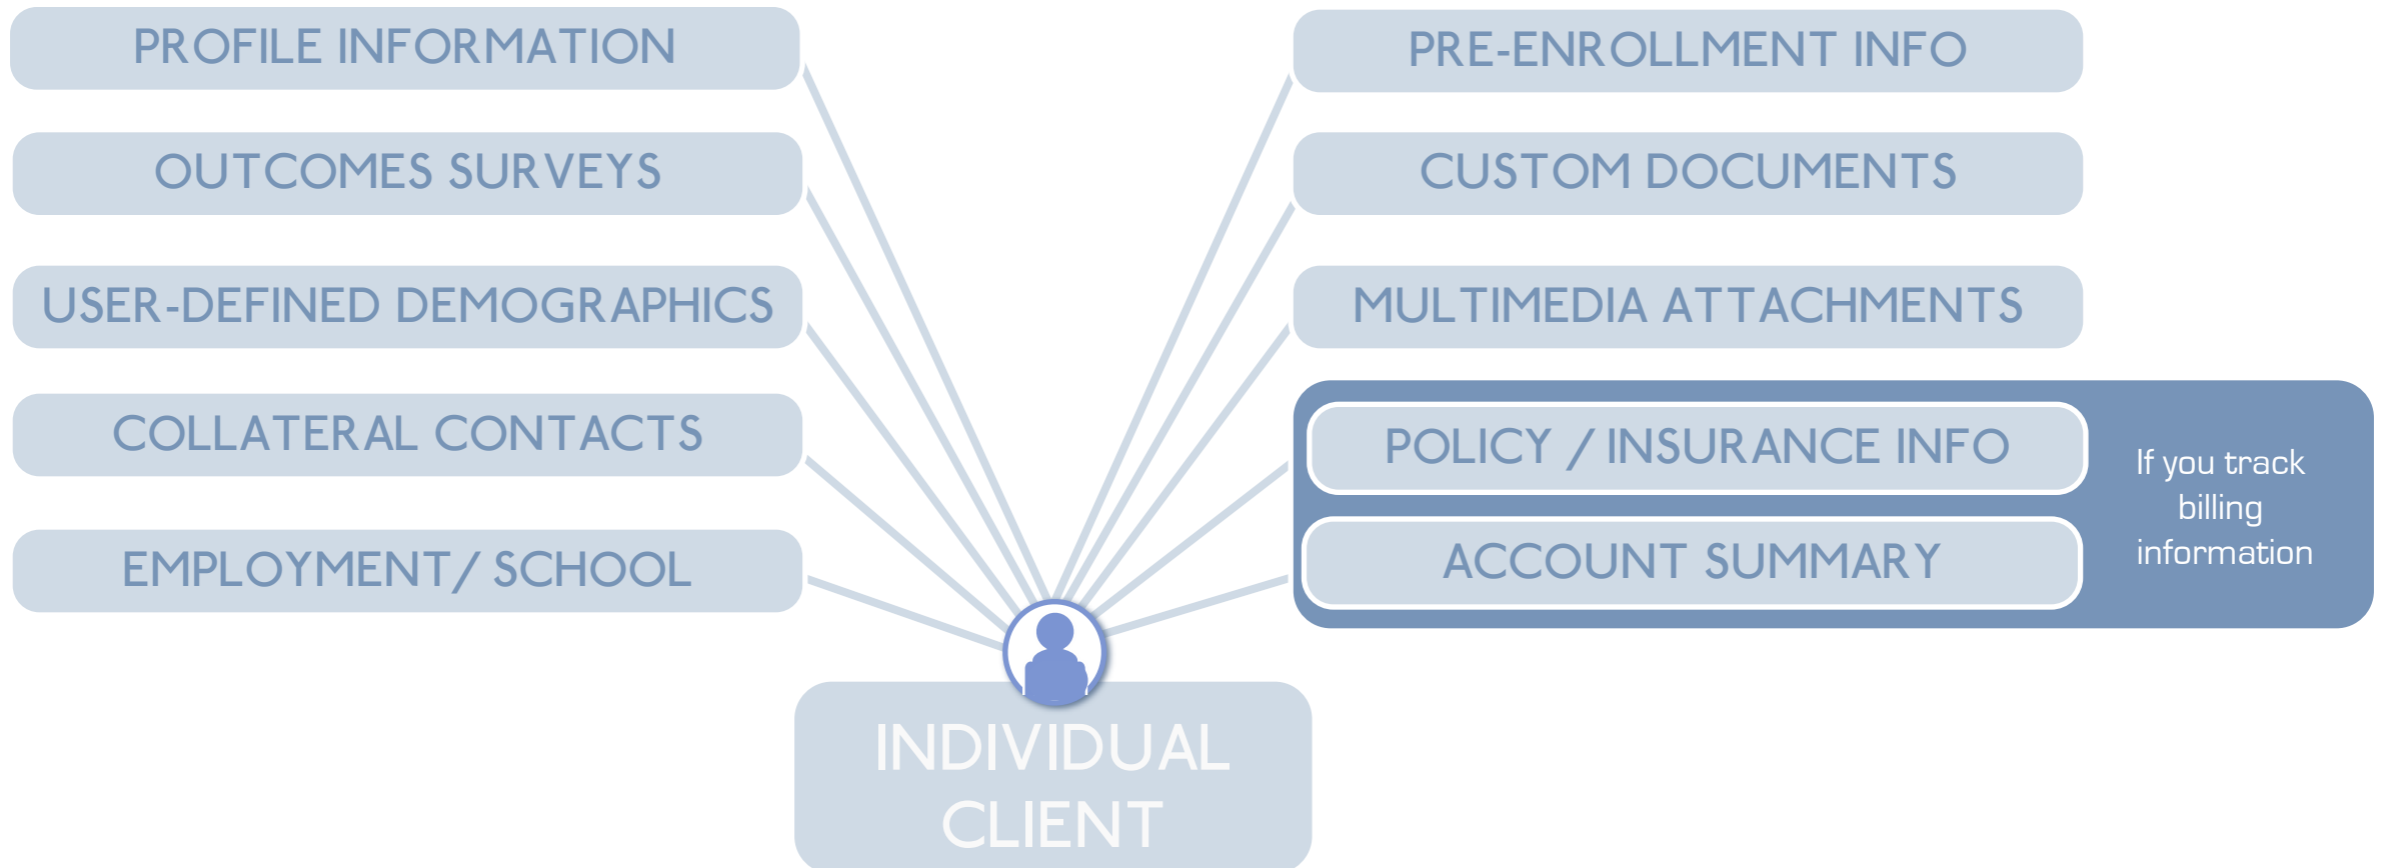 PROFILE INFORMATION
OUTCOMES SURVEYS
USER-DEFINED DEMOGRAPHICS
COLLATERAL CONTACTS
EMPLOYMENT/ SCHOOL
PRE-ENROLLMENT INFO
CUSTOM DOCUMENTS
MULTIMEDIA ATTACHMENTS
POLICY / INSURANCE INFO
ACCOUNT SUMMARY
If you track
billing
information
INDIVIDUAL
CLIENT